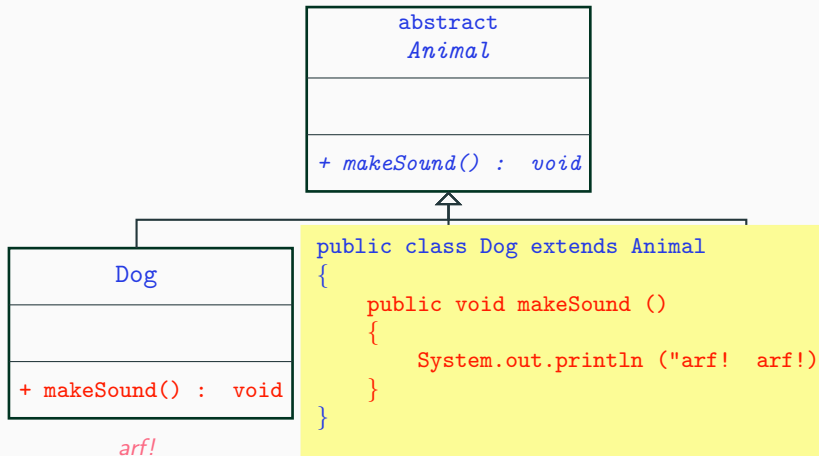 abstract
Animal
+ makeSound() : void
Dog
+ makeSound() : void
arf!
public class Dog extends Animal
{
public void makeSound ()
{
System.out.println ("arf! arf!)
}
}